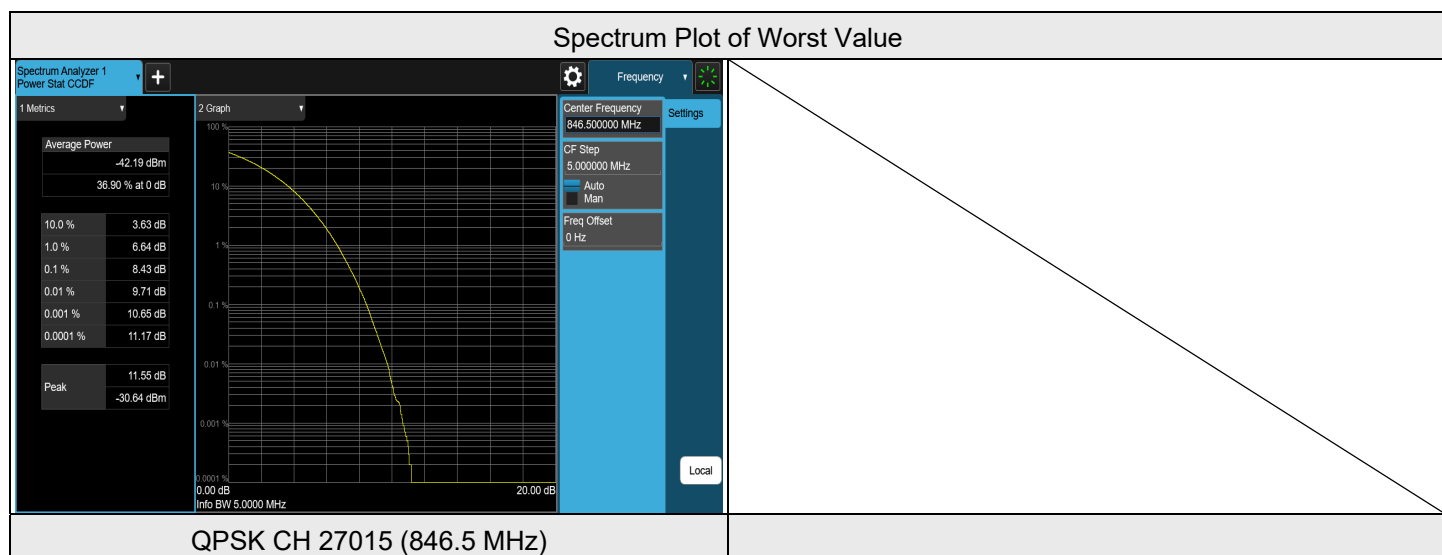 Spectrum Plot of Worst Value
Spectrum Analyzer 1
Power Stat CCDF
+
Frequency
1 Metrics
2 Graph
Average Power
-42.19 dBm
36.90 % at 0 dB
10.0 % 3.63 dB
1.0 % 6.64 dB
0.1 % 8.43 dB
0.01 % 9.71 dB
0.001 % 10.65 dB
0.0001 % 11.17 dB
Peak 11.55 dB
-30.64 dBm
100 %
10 %
1 %
0.1 %
0.01 %
0.001 %
0.0001 %
0.00 dB 20.00 dB
Info BW 5.0000 MHz
Center Frequency
846.500000 MHz
Settings
CF Step
5.000000 MHz
Auto
Man
Freq Offset
0 Hz
Local
QPSK CH 27015 (846.5 MHz)